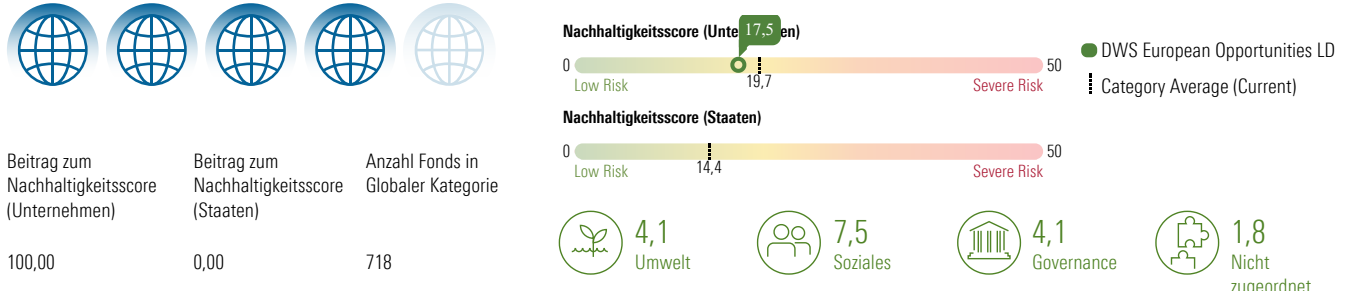 Beitrag zum
Nachhaltigkeitsscore
(Unternehmen)
100,00
Beitrag zum
Nachhaltigkeitsscore
(Staaten)
0,00
Anzahl Fonds in
Globaler Kategorie
718
Nachhaltigkeitsscore (Unte en)
17,5
0
50
Low Risk
19,7
Severe Risk
DWS European Opportunities LD
Category Average (Current)
Nachhaltigkeitsscore (Staaten)
0
50
Low Risk
14,4
Severe Risk
4,1
Umwelt
7,5
Soziales
4,1
Governance
1,8
Nicht
zugeordnet